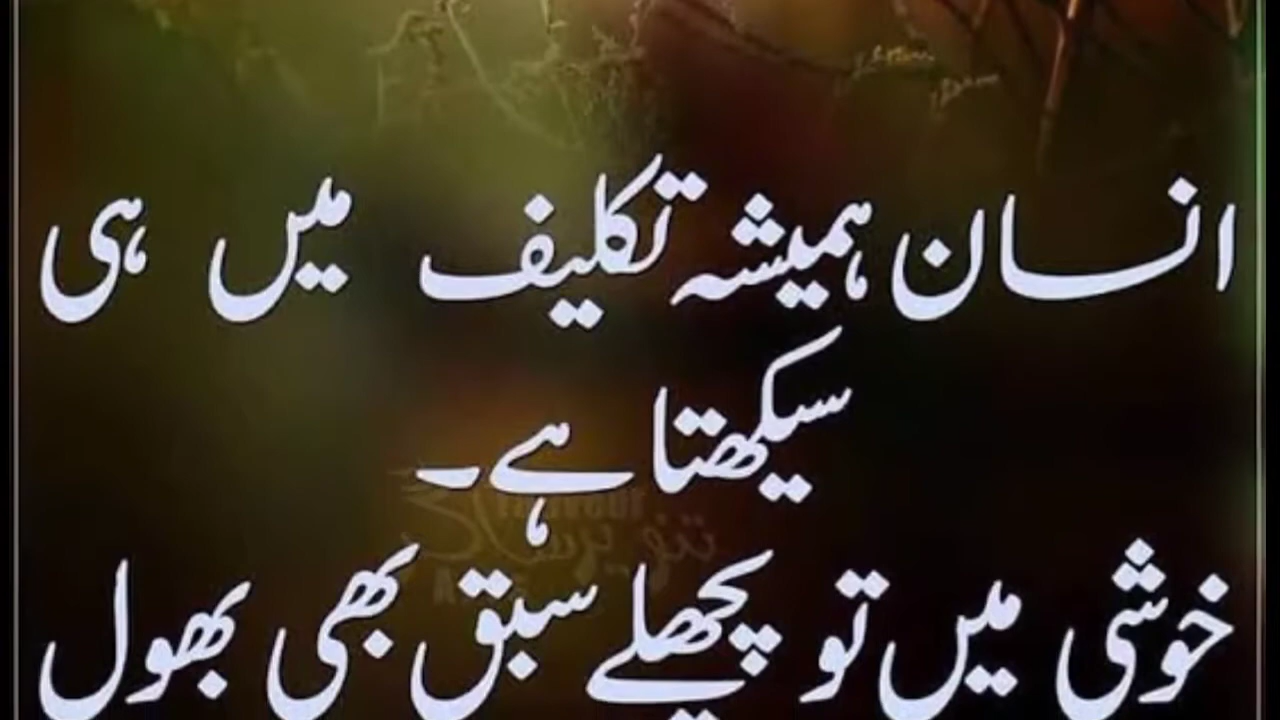 انسان ہمیشہ تکلیف میں ہی
سیکھتا ہے۔
خوشی میں تو پچھلے سبق بھی بھول